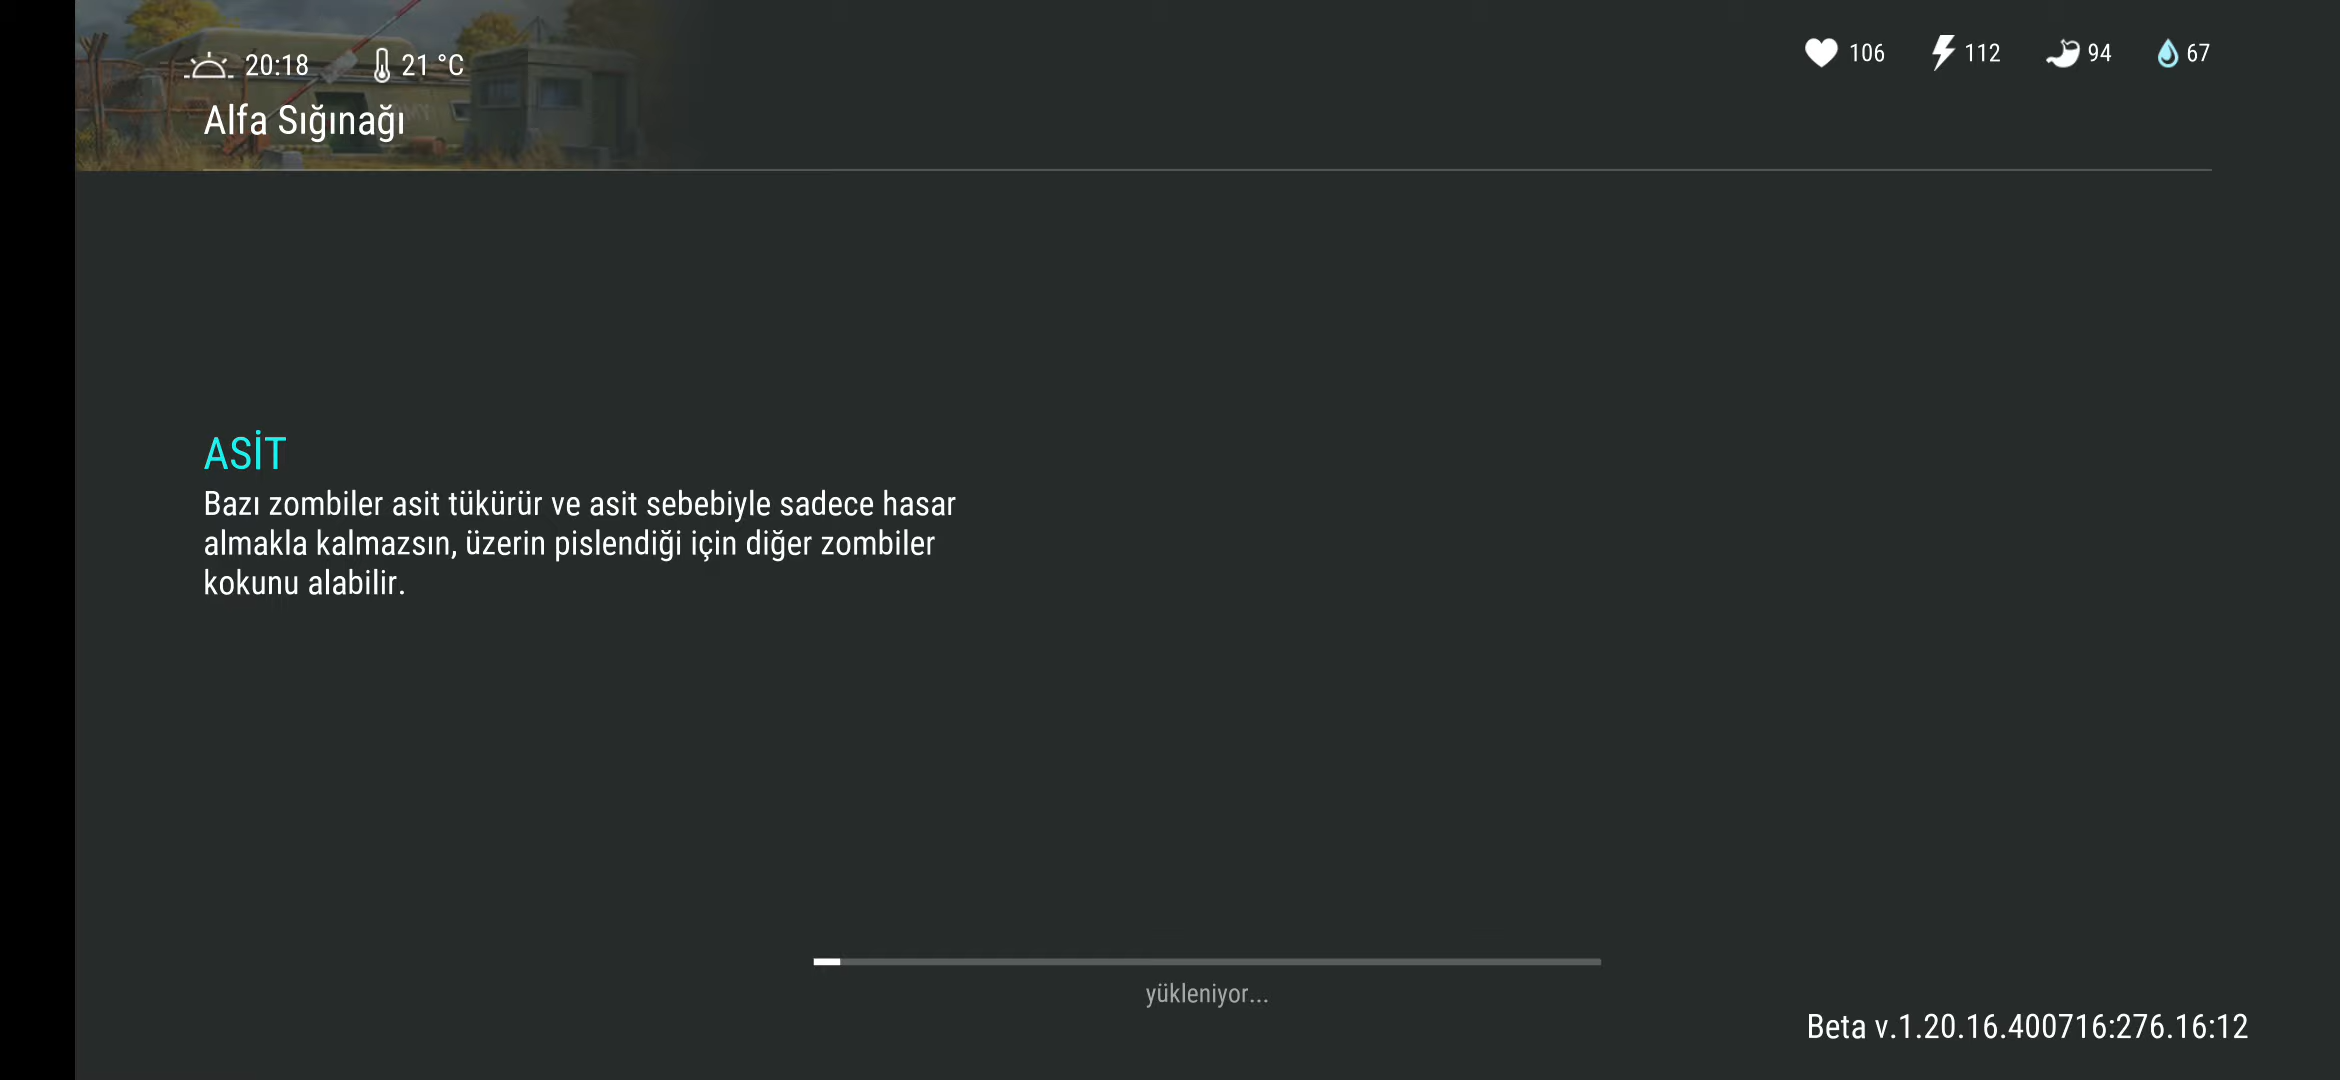 20:18 21 °C 106 112 94 67
Alfa Sığınağı
ASİT
Bazı zombiler asit tükürür ve asit sebebiyle sadece hasar
almakla kalmazsın, üzerin pislendiği için diğer zombiler
kokunu alabilir.
yükleniyor...
Beta v.1.20.16.400716:276.16:12